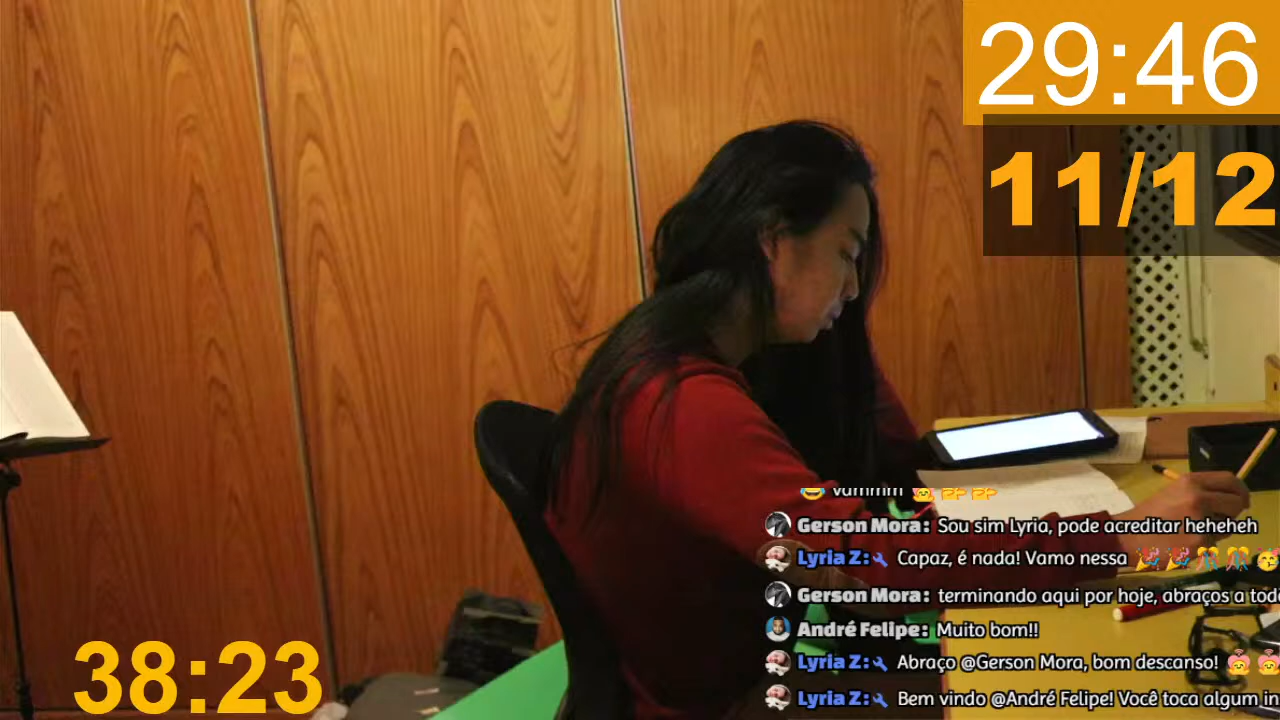 29:46
11/12
vammm
Gerson Mora: Sou sim Lyria, pode acreditar heheheh
Lyria Z: Capaz, é nada! Vamo nessa
Gerson Mora: terminando aqui por hoje, abraços a tod
André Felipe: Muito bom!!
Lyria Z: Abraço @Gerson Mora, bom descanso!
Lyria Z: Bem vindo @André Felipe! Você toca algum in
38:23